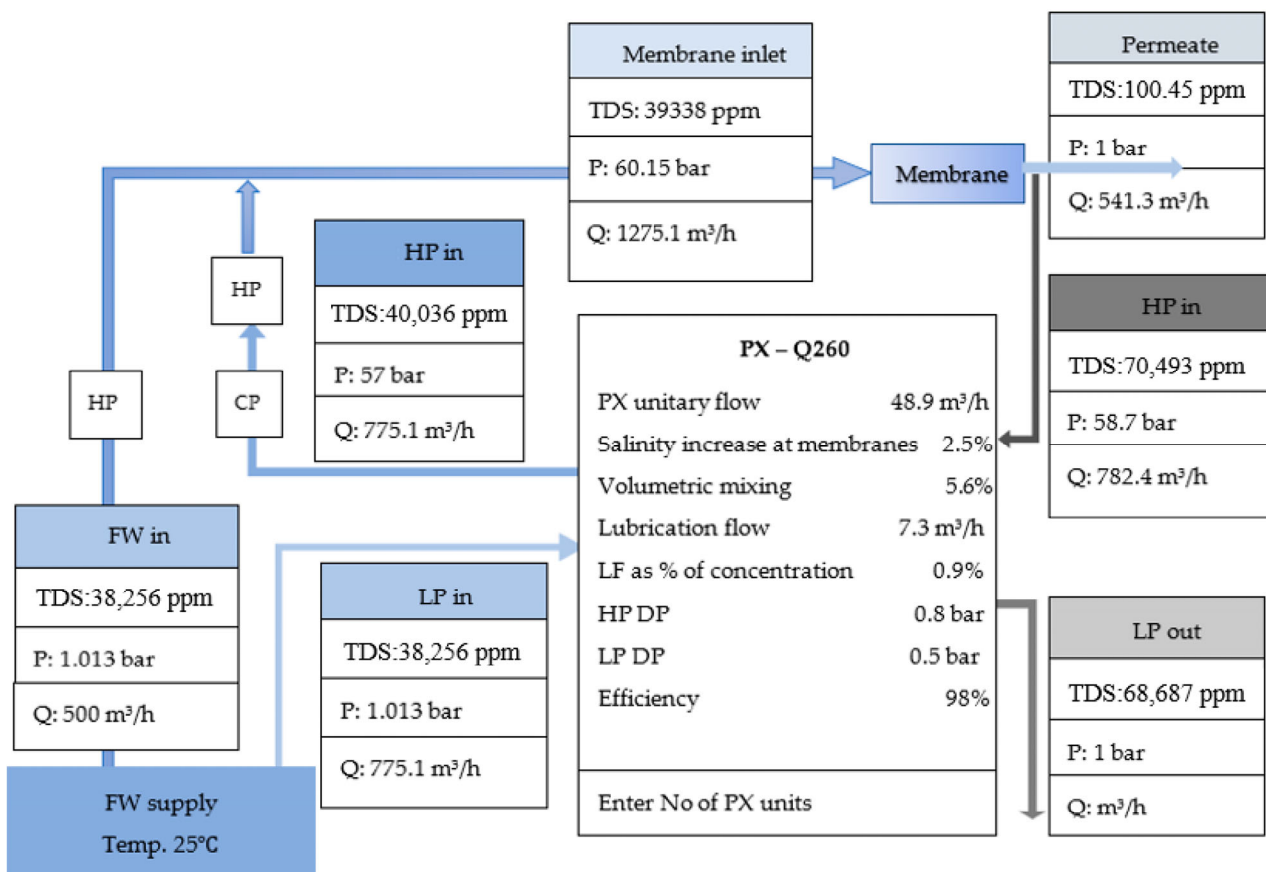 Membrane inlet
TDS: 39338 ppm
P: 60.15 bar
Q: 1275.1 m³/h
Membrane
Permeate
TDS:100.45 ppm
P: 1 bar
Q: 541.3 m³/h
HP
HP
CP
HP in
TDS:40,036 ppm
P: 57 bar
Q: 775.1 m³/h
PX – Q260
PX unitary flow 48.9 m³/h
Salinity increase at membranes 2.5%
Volumetric mixing 5.6%
Lubrication flow 7.3 m³/h
LF as % of concentration 0.9%
HP DP 0.8 bar
LP DP 0.5 bar
Efficiency 98%
Enter No of PX units
HP in
TDS:70,493 ppm
P: 58.7 bar
Q: 782.4 m³/h
FW in
TDS:38,256 ppm
P: 1.013 bar
Q: 500 m³/h
LP in
TDS:38,256 ppm
P: 1.013 bar
Q: 775.1 m³/h
LP out
TDS:68,687 ppm
P: 1 bar
Q: m³/h
FW supply
Temp. 25℃